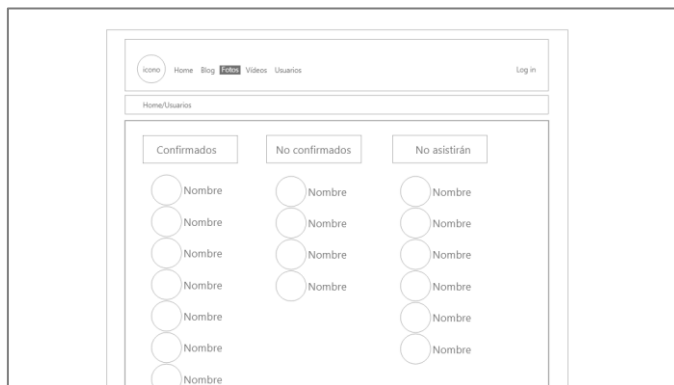 icono Home Blog Fotos Vídeos Usuarios Log in
Home/Usuarios
Confirmados No confirmados No asistirán
Nombre Nombre Nombre
Nombre Nombre Nombre
Nombre Nombre Nombre
Nombre Nombre Nombre
Nombre Nombre
Nombre Nombre
Nombre